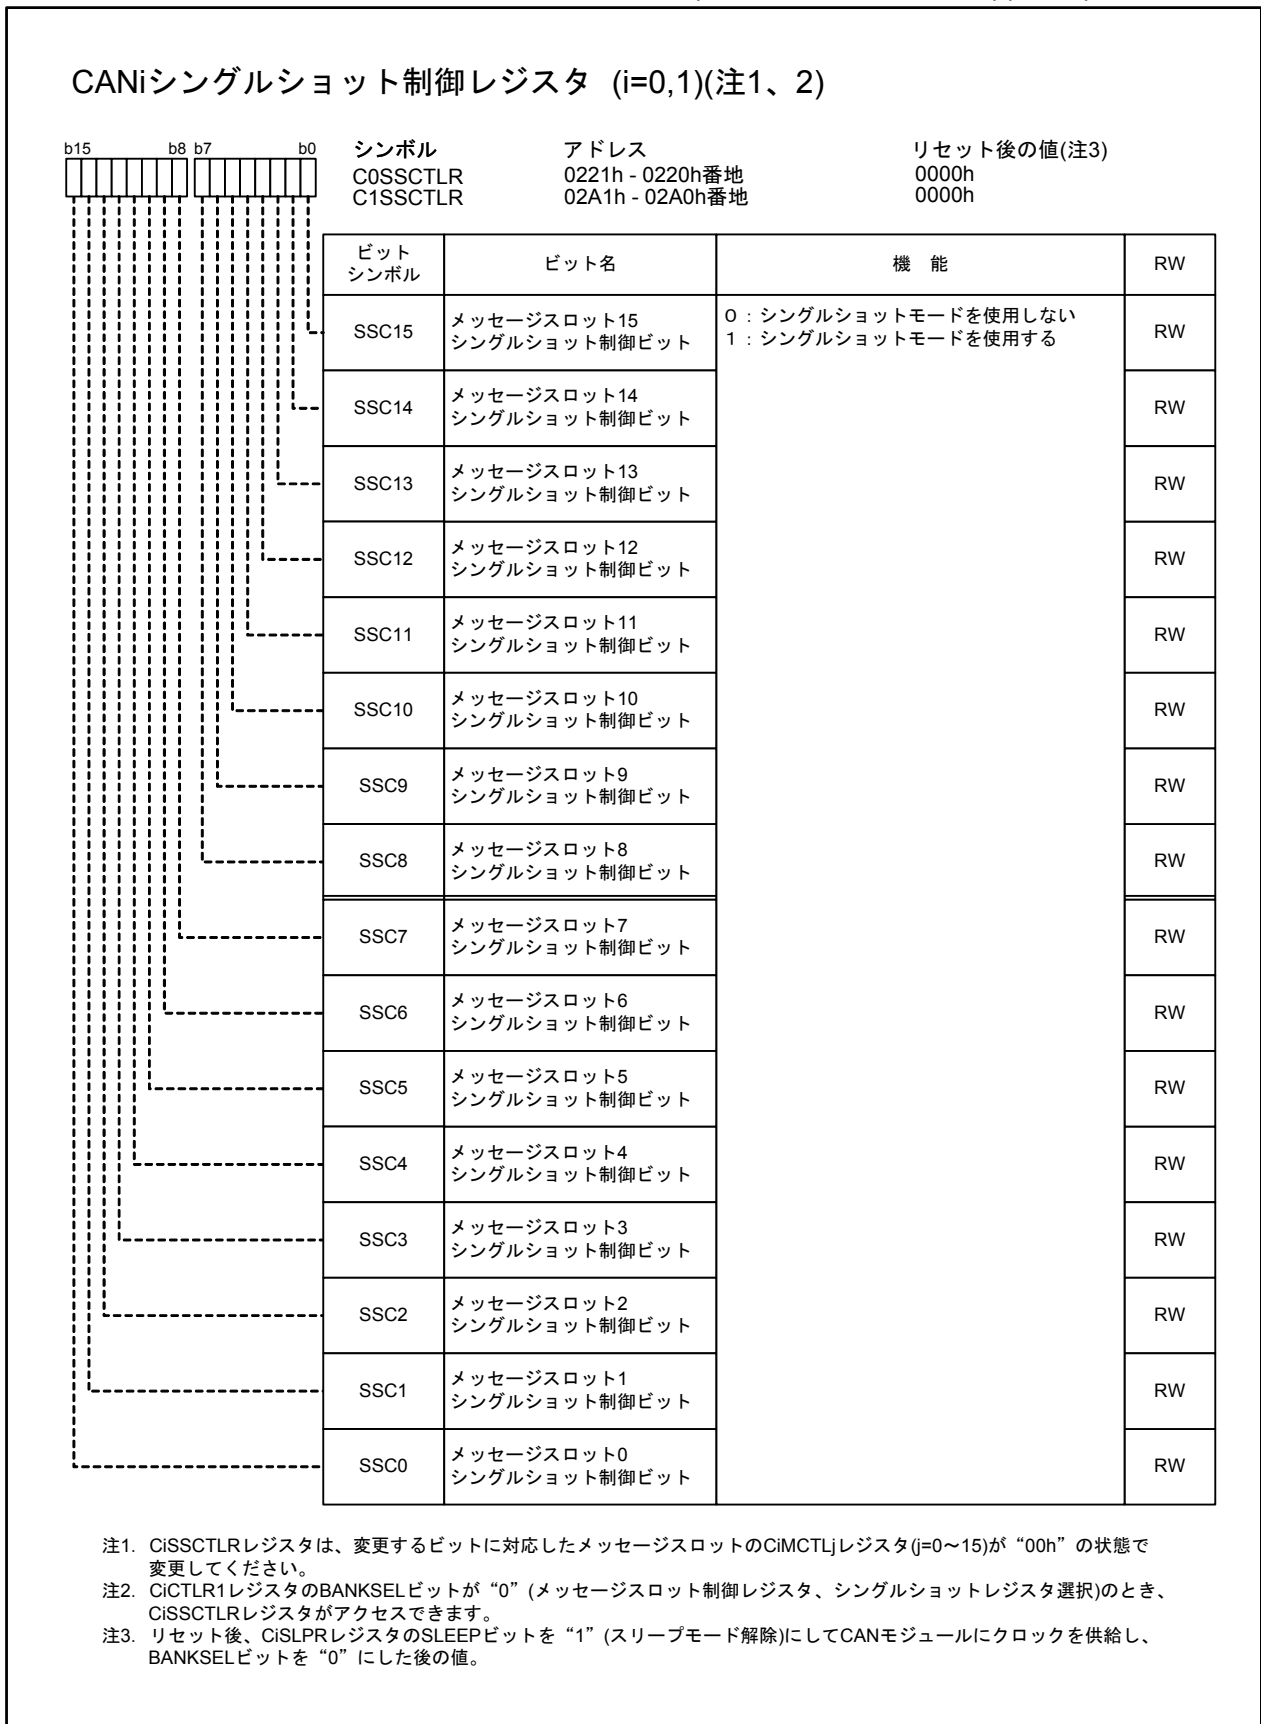 CANiシングルショット制御レジスタ (i=0,1)(注1、2)
b15 b8 b7 b0
シンボル アドレス リセット後の値(注3)
C0SSCTLR 0221h - 0220h番地 0000h
C1SSCTLR 02A1h - 02A0h番地 0000h
ビット
シンボル ビット名 機 能 RW
SSC15 メッセージスロット15 0：シングルショットモードを使用しない RW
シングルショット制御ビット 1：シングルショットモードを使用する
SSC14 メッセージスロット14 RW
シングルショット制御ビット
SSC13 メッセージスロット13 RW
シングルショット制御ビット
SSC12 メッセージスロット12 RW
シングルショット制御ビット
SSC11 メッセージスロット11 RW
シングルショット制御ビット
SSC10 メッセージスロット10 RW
シングルショット制御ビット
SSC9 メッセージスロット9 RW
シングルショット制御ビット
SSC8 メッセージスロット8 RW
シングルショット制御ビット
SSC7 メッセージスロット7 RW
シングルショット制御ビット
SSC6 メッセージスロット6 RW
シングルショット制御ビット
SSC5 メッセージスロット5 RW
シングルショット制御ビット
SSC4 メッセージスロット4 RW
シングルショット制御ビット
SSC3 メッセージスロット3 RW
シングルショット制御ビット
SSC2 メッセージスロット2 RW
シングルショット制御ビット
SSC1 メッセージスロット1 RW
シングルショット制御ビット
SSC0 メッセージスロット0 RW
シングルショット制御ビット
注1. CiSSCTLRレジスタは、変更するビットに対応したメッセージスロットのCiMCTLjレジスタ(j=0～15)が“00h”の状態で
変更してください。
注2. CiCTLR1レジスタのBANKSELビットが“0”(メッセージスロット制御レジスタ、シングルショットレジスタ選択)のとき、
CiSSCTLRレジスタがアクセスできます。
注3. リセット後、CiSLPRレジスタのSLEEPビットを“1”(スリープモード解除)にしてCANモジュールにクロックを供給し、
BANKSELビットを“0”にした後の値。